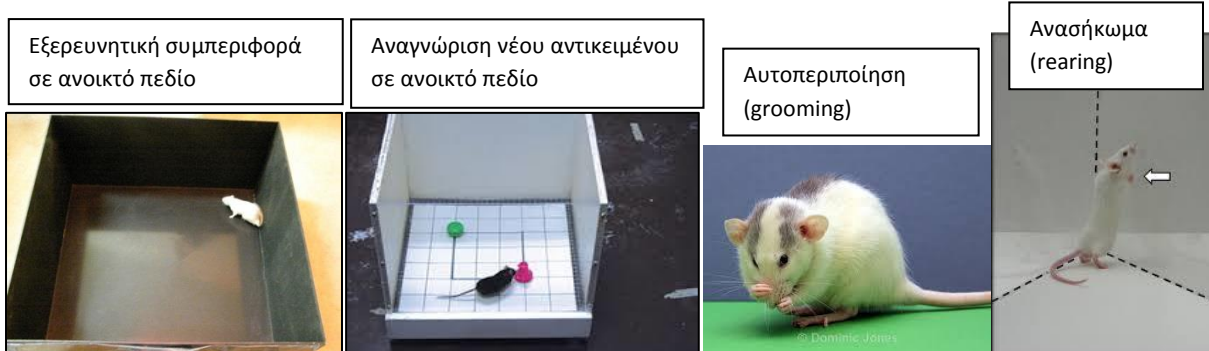 Εξερευνητική συμπεριφορά
σε ανοικτό πεδίο
Αναγνώριση νέου αντικειμένου
σε ανοικτό πεδίο
Αυτοπεριποίηση
(grooming)
Ανασήκωμα
(rearing)
© Dominic Jones